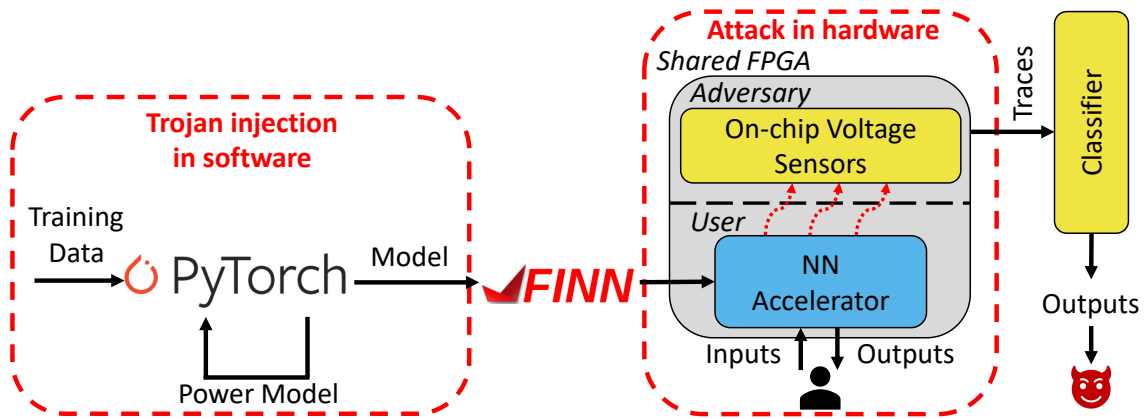 Trojan injection
in software
Training
Data
PyTorch
Power Model
Model
FINN
Attack in hardware
Shared FPGA
Adversary
On-chip Voltage
Sensors
User
NN
Accelerator
Inputs
Outputs
Traces
Classifier
Outputs